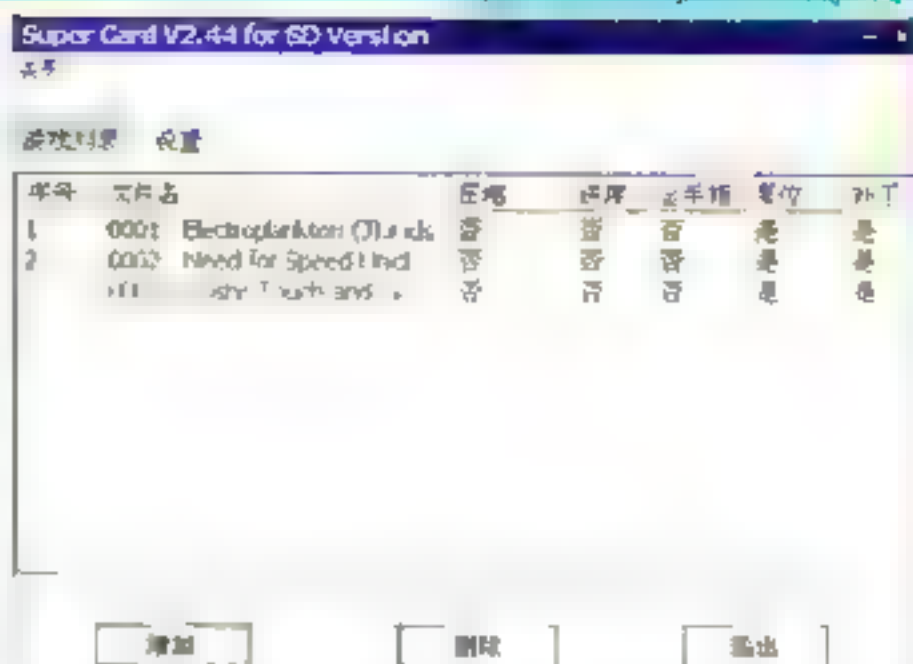 Super Card V2.44 for SD Version
关于
游戏列表 设置
序号 文件名 压缩 存档 金手指 复位 补丁
1 0001 Electroplankton (J).nds 否 否 否 是 是
2 0002 Need for Speed 否 否 否 是 是
Touch and 否 否 否 是 是
增加 删除 输出